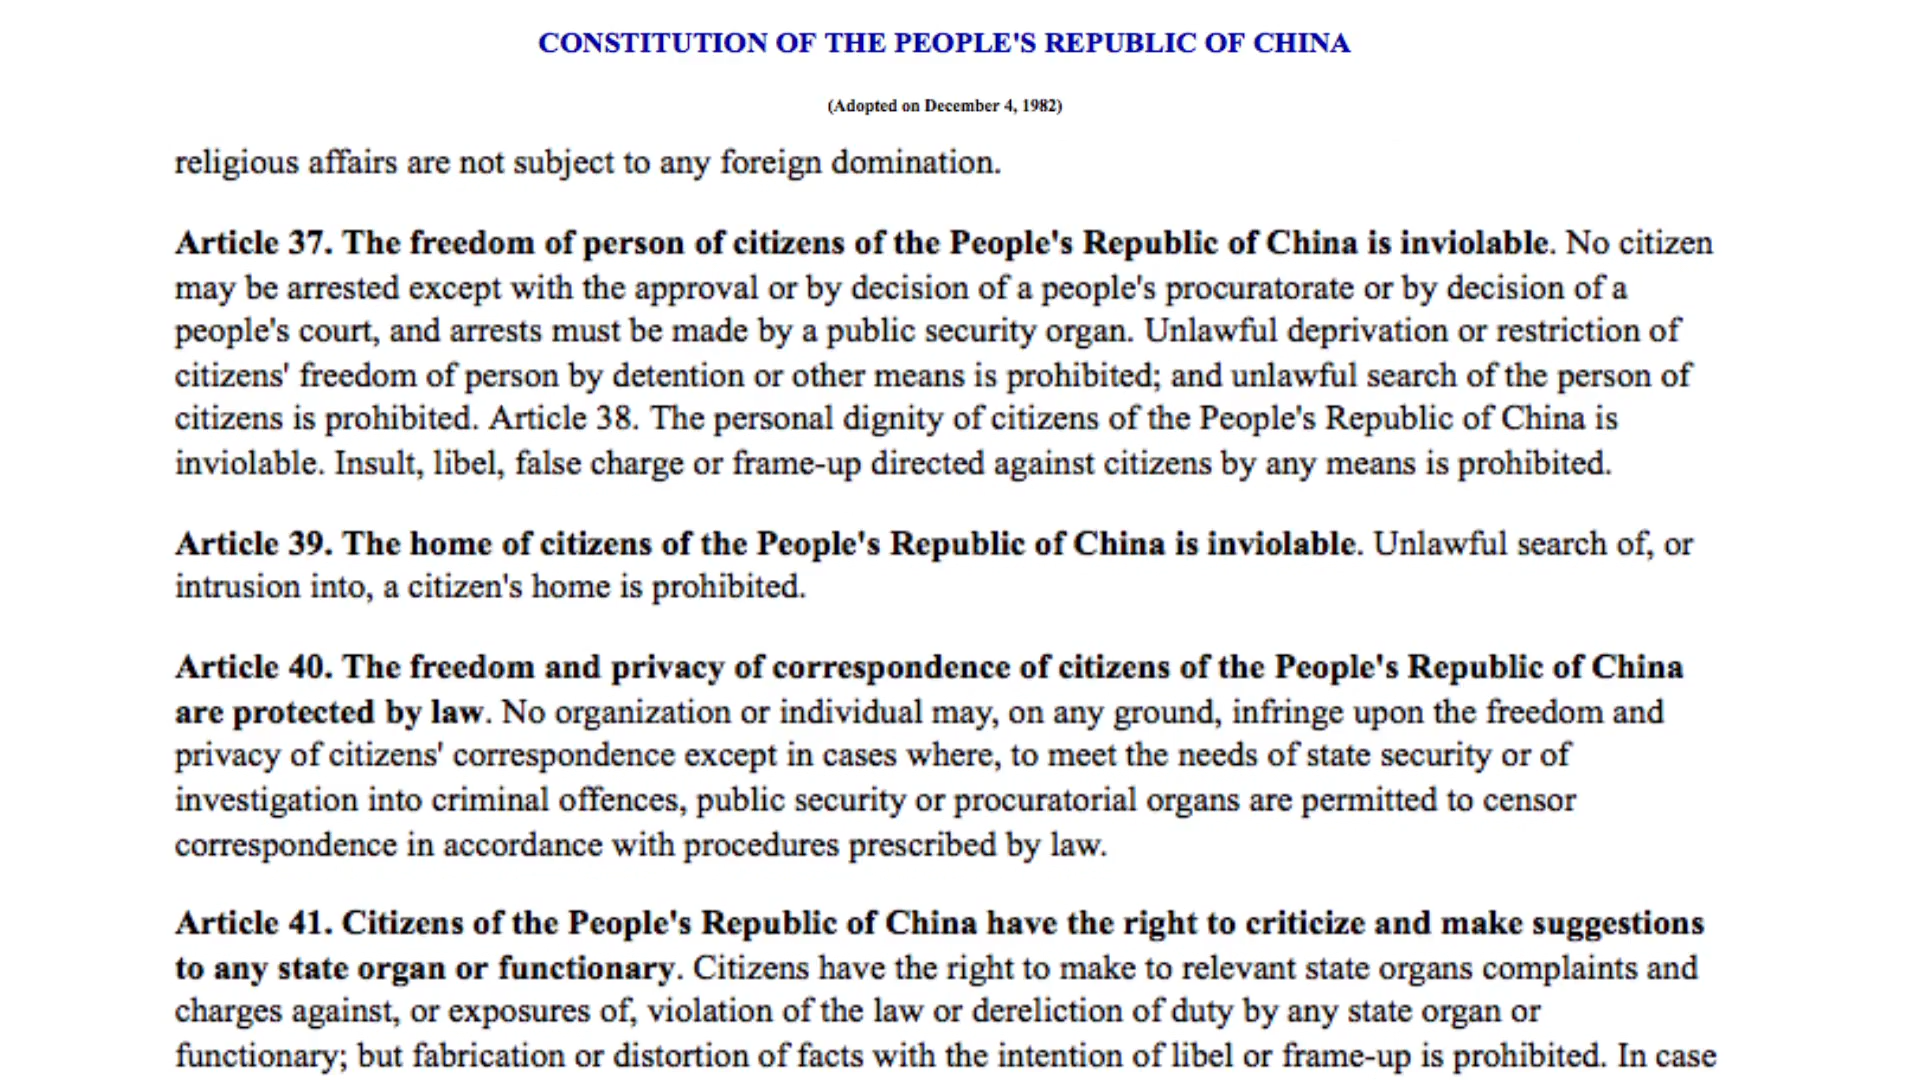 CONSTITUTION OF THE PEOPLE'S REPUBLIC OF CHINA
(Adopted on December 4, 1982)
religious affairs are not subject to any foreign domination.
Article 37. The freedom of person of citizens of the People's Republic of China is inviolable. No citizen
may be arrested except with the approval or by decision of a people's procuratorate or by decision of a
people's court, and arrests must be made by a public security organ. Unlawful deprivation or restriction of
citizens' freedom of person by detention or other means is prohibited; and unlawful search of the person of
citizens is prohibited. Article 38. The personal dignity of citizens of the People's Republic of China is
inviolable. Insult, libel, false charge or frame-up directed against citizens by any means is prohibited.
Article 39. The home of citizens of the People's Republic of China is inviolable. Unlawful search of, or
intrusion into, a citizen's home is prohibited.
Article 40. The freedom and privacy of correspondence of citizens of the People's Republic of China
are protected by law. No organization or individual may, on any ground, infringe upon the freedom and
privacy of citizens' correspondence except in cases where, to meet the needs of state security or of
investigation into criminal offences, public security or procuratorial organs are permitted to censor
correspondence in accordance with procedures prescribed by law.
Article 41. Citizens of the People's Republic of China have the right to criticize and make suggestions
to any state organ or functionary. Citizens have the right to make to relevant state organs complaints and
charges against, or exposures of, violation of the law or dereliction of duty by any state organ or
functionary; but fabrication or distortion of facts with the intention of libel or frame-up is prohibited. In case